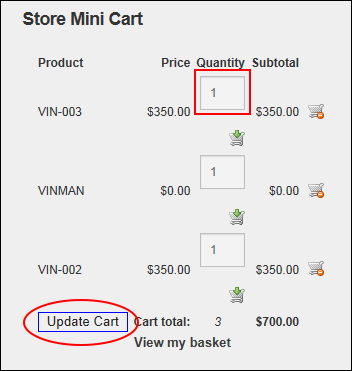 Store Mini Cart
Product Price Quantity Subtotal
VIN-003 $350.00 1 $350.00
VINMAN $0.00 1 $0.00
VIN-002 $350.00 1 $350.00
Update Cart Cart total: 3 $700.00
View my basket